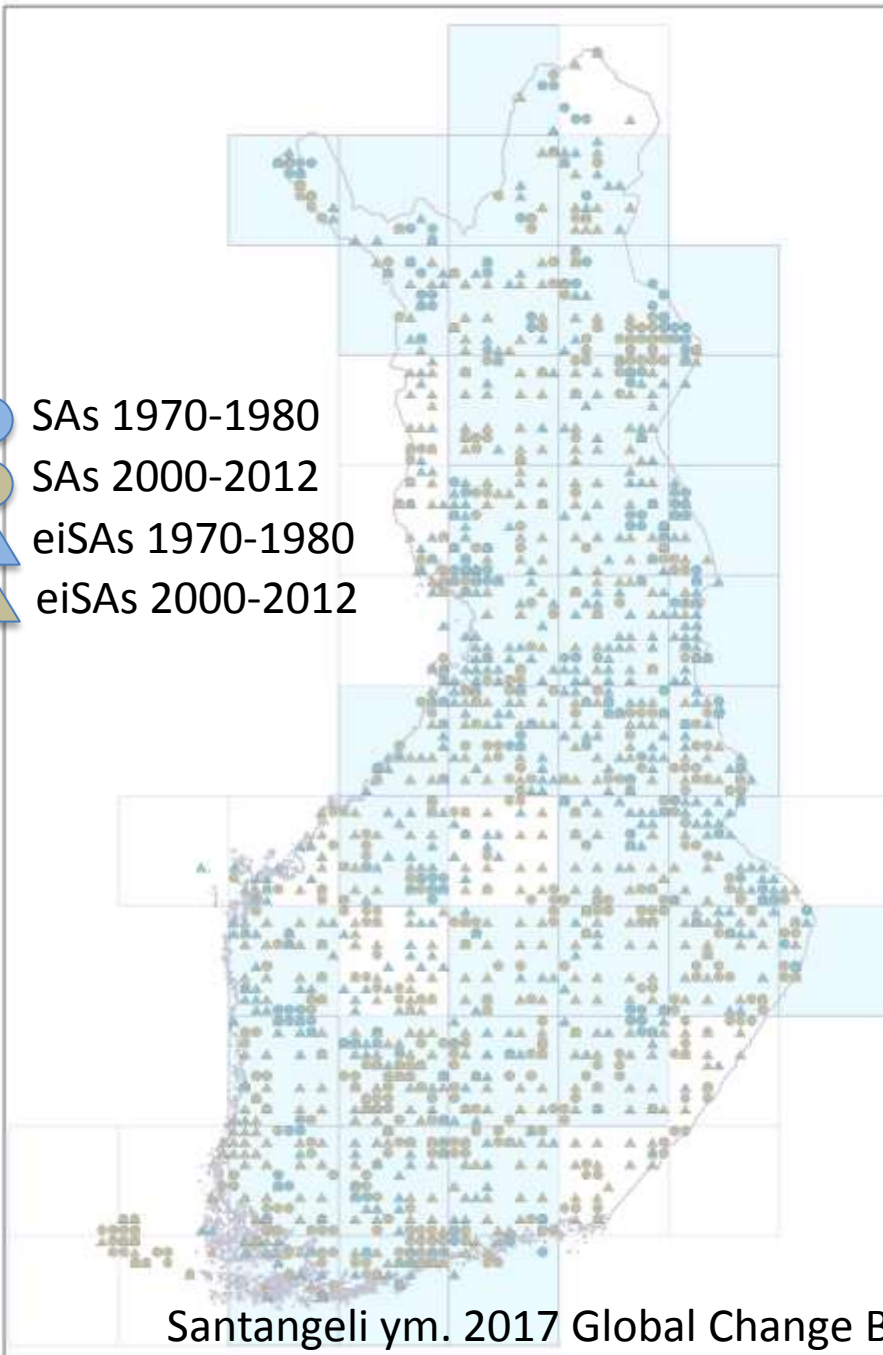 SAs 1970-1980
SAs 2000-2012
eiSAs 1970-1980
eiSAs 2000-2012
Santangeli ym. 2017 Global Change B